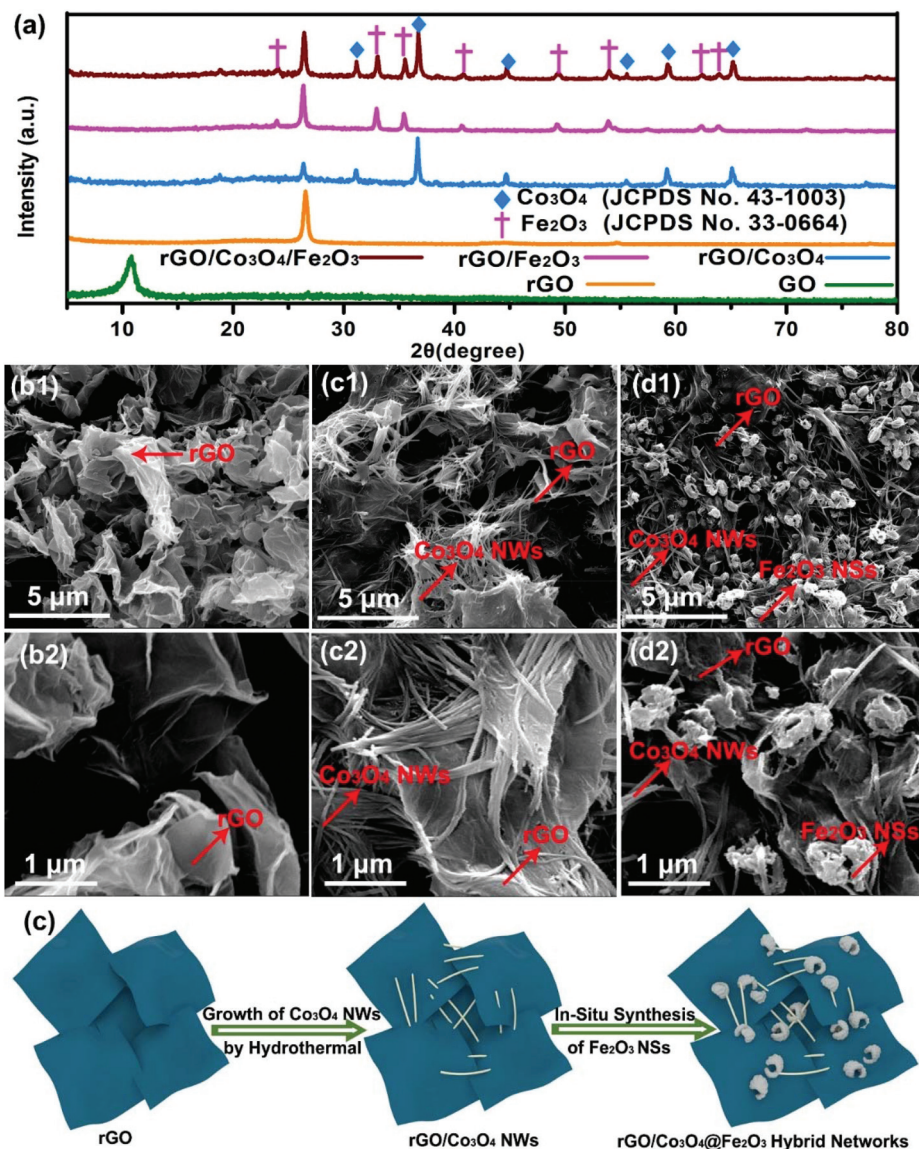 (a)
Intensity (a.u.)
Co₃O₄ (JCPDS No. 43-1003)
Fe₂O₃ (JCPDS No. 33-0664)
rGO/Co₃O₄/Fe₂O₃ rGO/Fe₂O₃ rGO/Co₃O₄
rGO GO
10 20 30 40 50 60 70 80
2θ(degree)
(b1)
rGO
5 µm
(c1)
rGO
Co₃O₄ NWs
5 µm
(d1)
rGO
Co₃O₄ NWs
Fe₂O₃ NSs
5 µm
(b2)
rGO
1 µm
(c2)
Co₃O₄ NWs
rGO
1 µm
(d2)
rGO
Co₃O₄ NWs
Fe₂O₃ NSs
1 µm
(c)
Growth of Co₃O₄ NWs
by Hydrothermal
In-Situ Synthesis
of Fe₂O₃ NSs
rGO
rGO/Co₃O₄ NWs
rGO/Co₃O₄@Fe₂O₃ Hybrid Networks